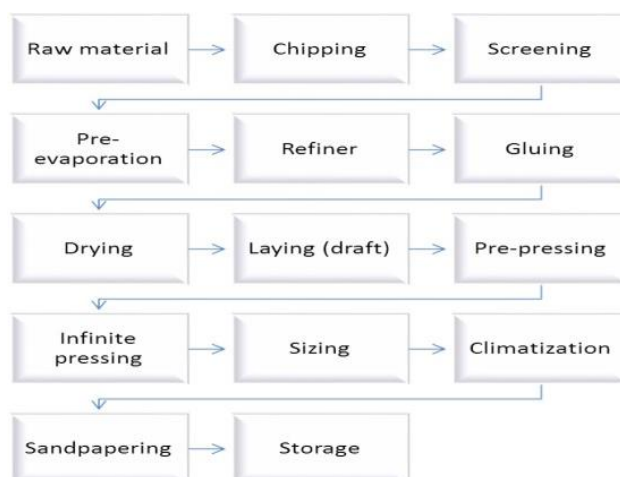 Raw material
Chipping
Screening
Pre-
evaporation
Refiner
Gluing
Drying
Laying (draft)
Pre-pressing
Infinite
pressing
Sizing
Climatization
Sandpapering
Storage